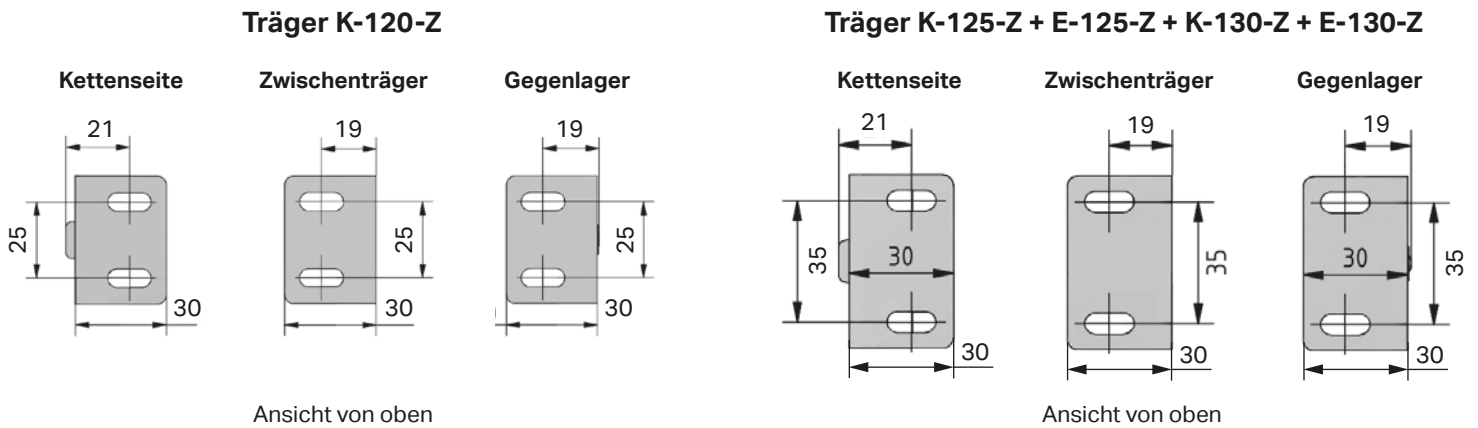 Träger K-120-Z
Träger K-125-Z + E-125-Z + K-130-Z + E-130-Z
Kettenseite Zwischenträger Gegenlager
Kettenseite Zwischenträger Gegenlager
21 19 19
21 19 19
25 25 25
35 30 35 30 35
30 30 30
30 30 30
Ansicht von oben
Ansicht von oben